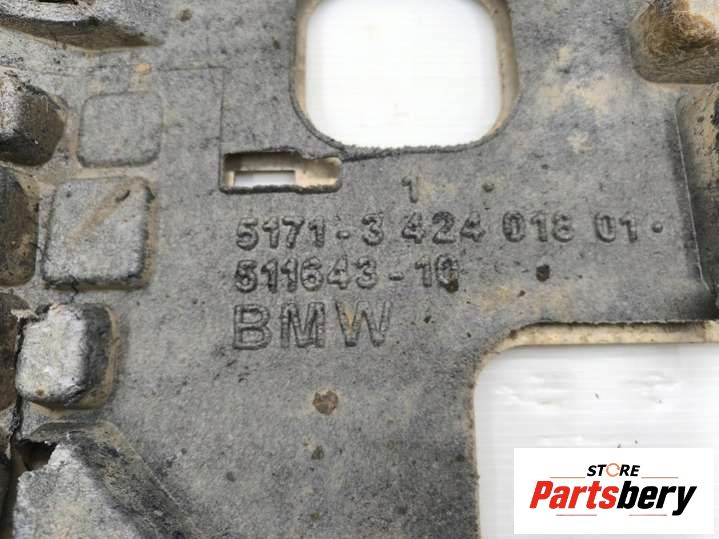 1
5171-3 424 018 01.
511643-10
BMW
STORE
Partsbery